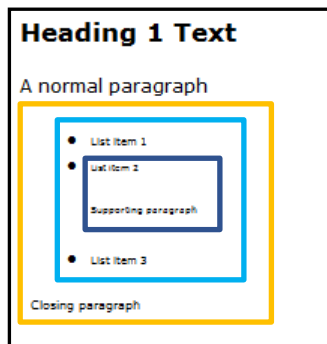 Heading 1 Text
A normal paragraph
List item 1
List item 2
Supporting paragraph
List item 3
Closing paragraph